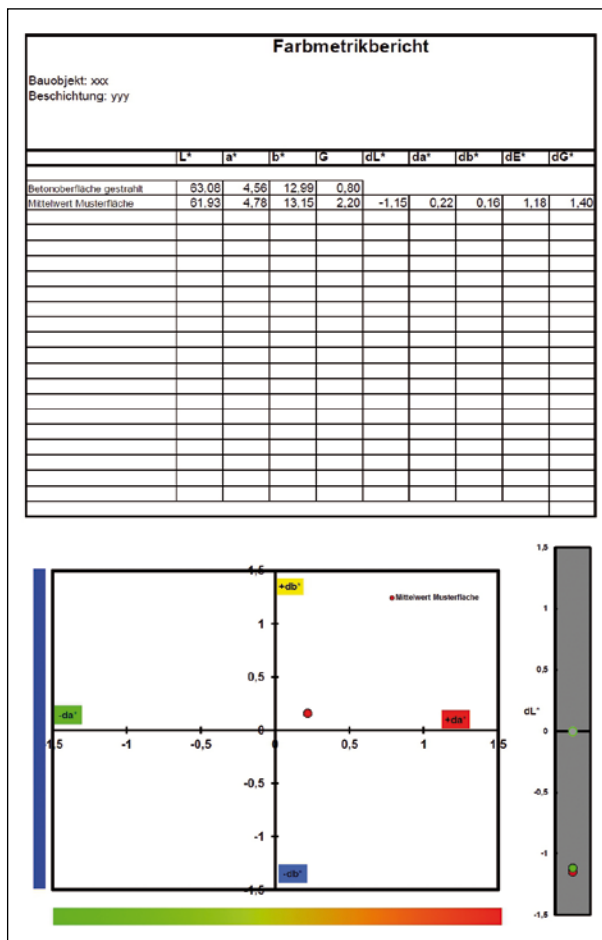 Farbmetrikbericht
Bauobjekt: xxx
Beschichtung: yyy
L* a* b* G dL* da* db* dE* dG*
Betonoberfläche gestrahlt 63,08 4,56 12,99 0,80
Mittelwert Musterfläche 61,93 4,78 13,15 2,20 -1,15 0,22 0,16 1,18 1,40
1,5
+db*
Mittelwert Musterfläche
1
0,5
-da*
+da*
-1,5 -1 -0,5 0 0,5 1 1,5
-0,5
-1
-db*
-1,5
1,5
1
0,5
dL*
0
-0,5
-1
-1,5